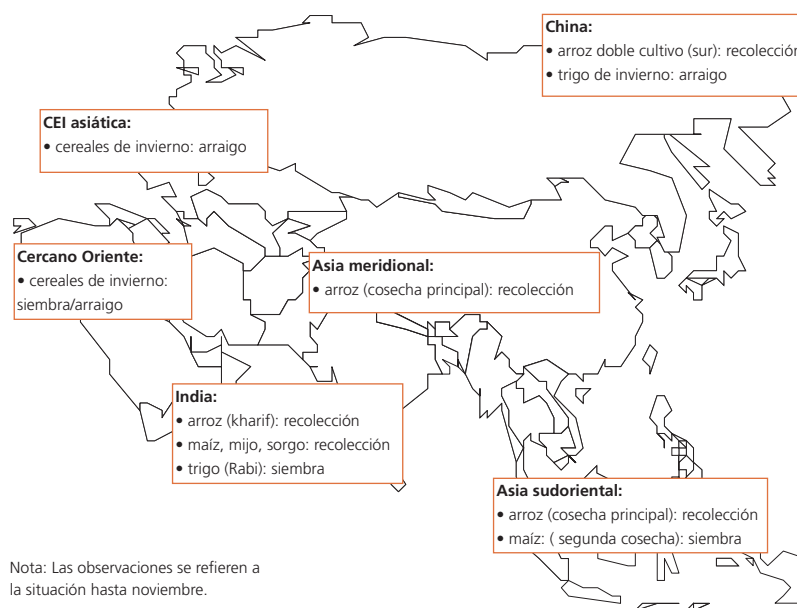 China:
• arroz doble cultivo (sur): recolección
• trigo de invierno: arraigo
CEI asiática:
• cereales de invierno: arraigo
Cercano Oriente:
• cereales de invierno:
siembra/arraigo
Asia meridional:
• arroz (cosecha principal): recolección
India:
• arroz (kharif): recolección
• maíz, mijo, sorgo: recolección
• trigo (Rabi): siembra
Asia sudoriental:
• arroz (cosecha principal): recolección
• maíz: ( segunda cosecha): siembra
Nota: Las observaciones se refieren a
la situación hasta noviembre.